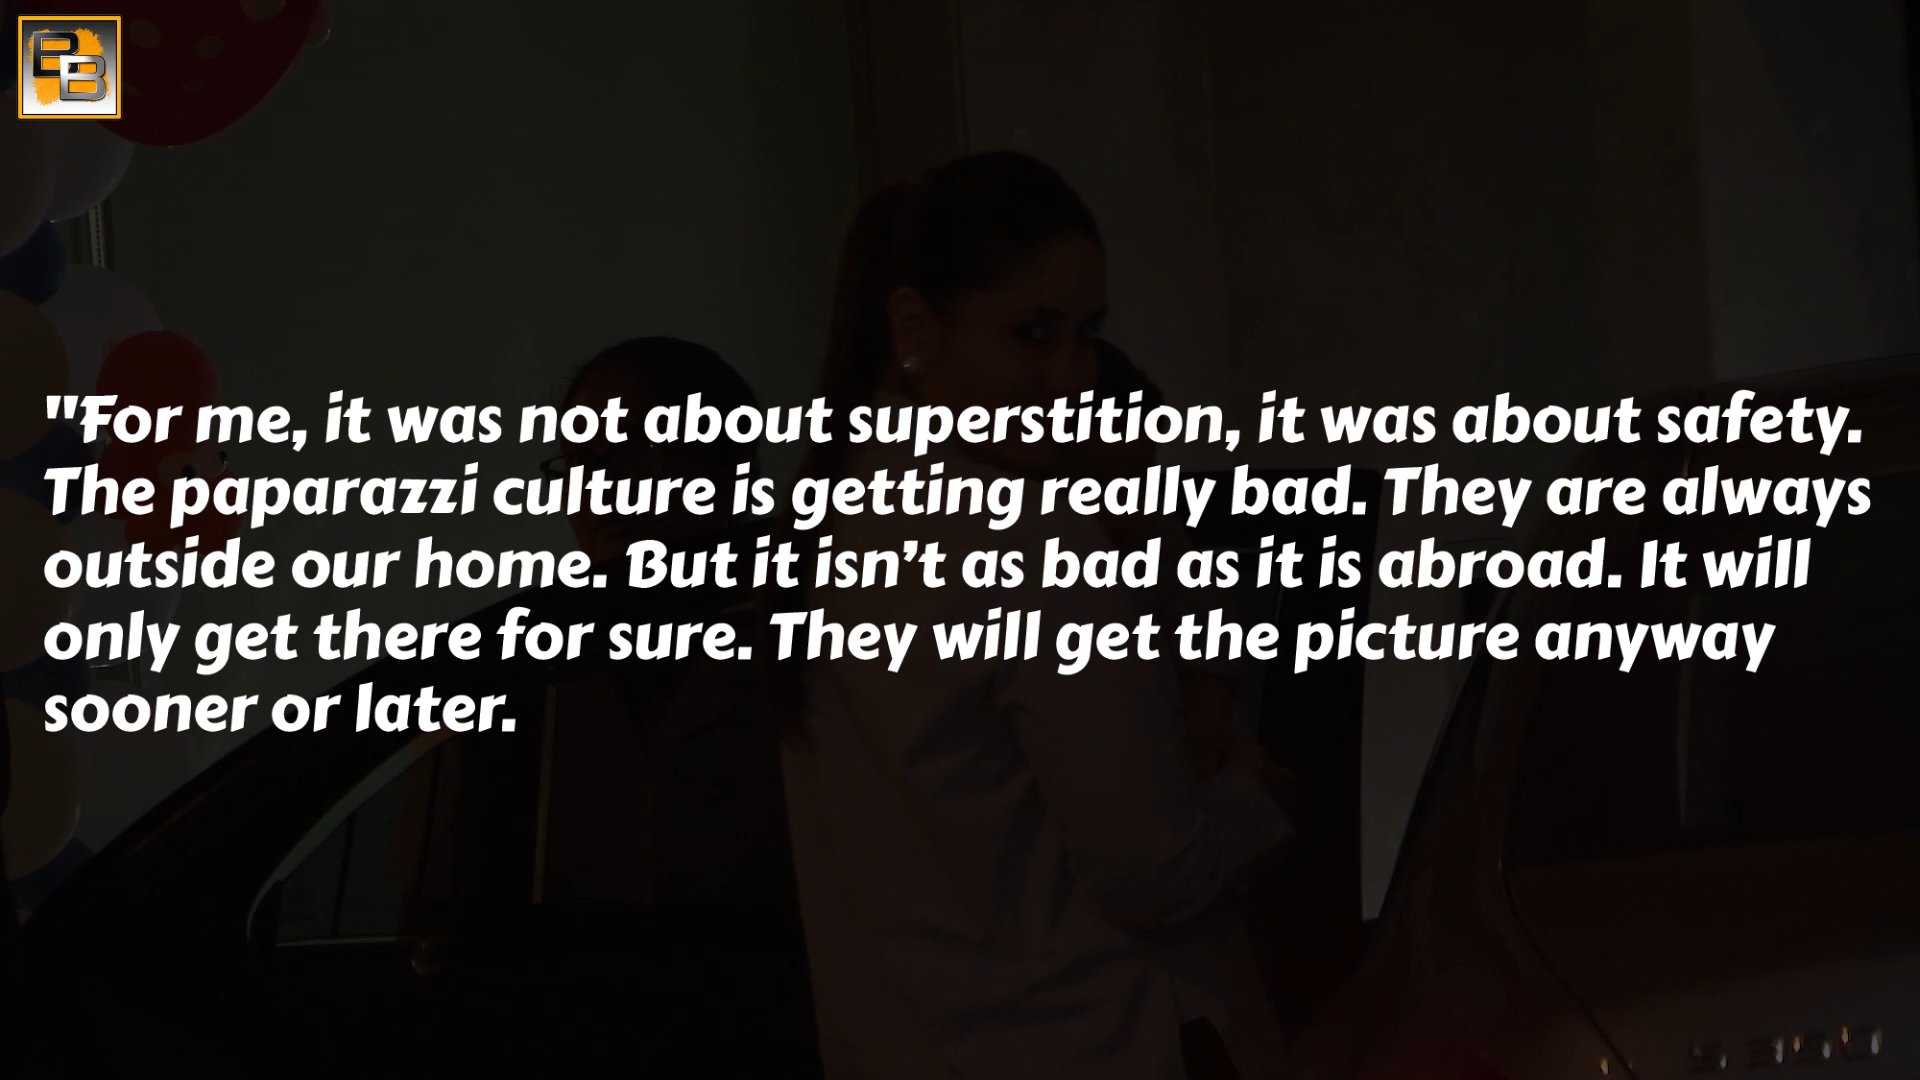 BB
"For me, it was not about superstition, it was about safety.
The paparazzi culture is getting really bad. They are always
outside our home. But it isn’t as bad as it is abroad. It will
only get there for sure. They will get the picture anyway
sooner or later.